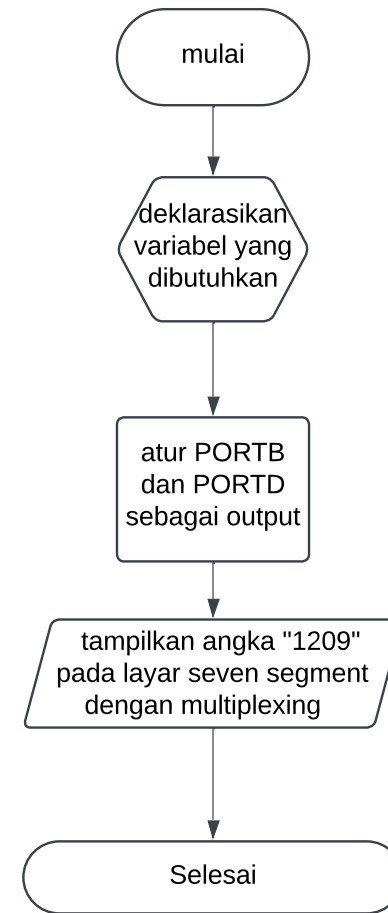 mulai
deklarasikan
variabel yang
dibutuhkan
atur PORTB
dan PORTD
sebagai output
tampilkan angka "1209"
pada layar seven segment
dengan multiplexing
Selesai